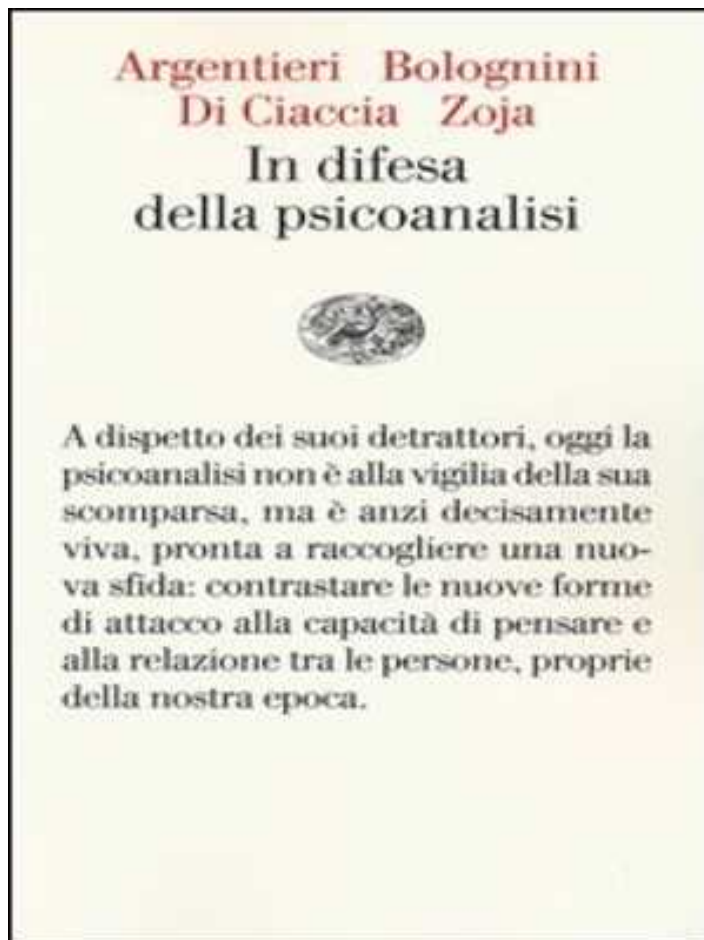 Argentieri Bolognini
Di Ciaccia Zoja
In difesa
della psicoanalisi
A dispetto dei suoi detrattori, oggi la
psicoanalisi non è alla vigilia della sua
scomparsa, ma è anzi decisamente
viva, pronta a raccogliere una nuo-
va sfida: contrastare le nuove forme
di attacco alla capacità di pensare e
alla relazione tra le persone, proprie
della nostra epoca.